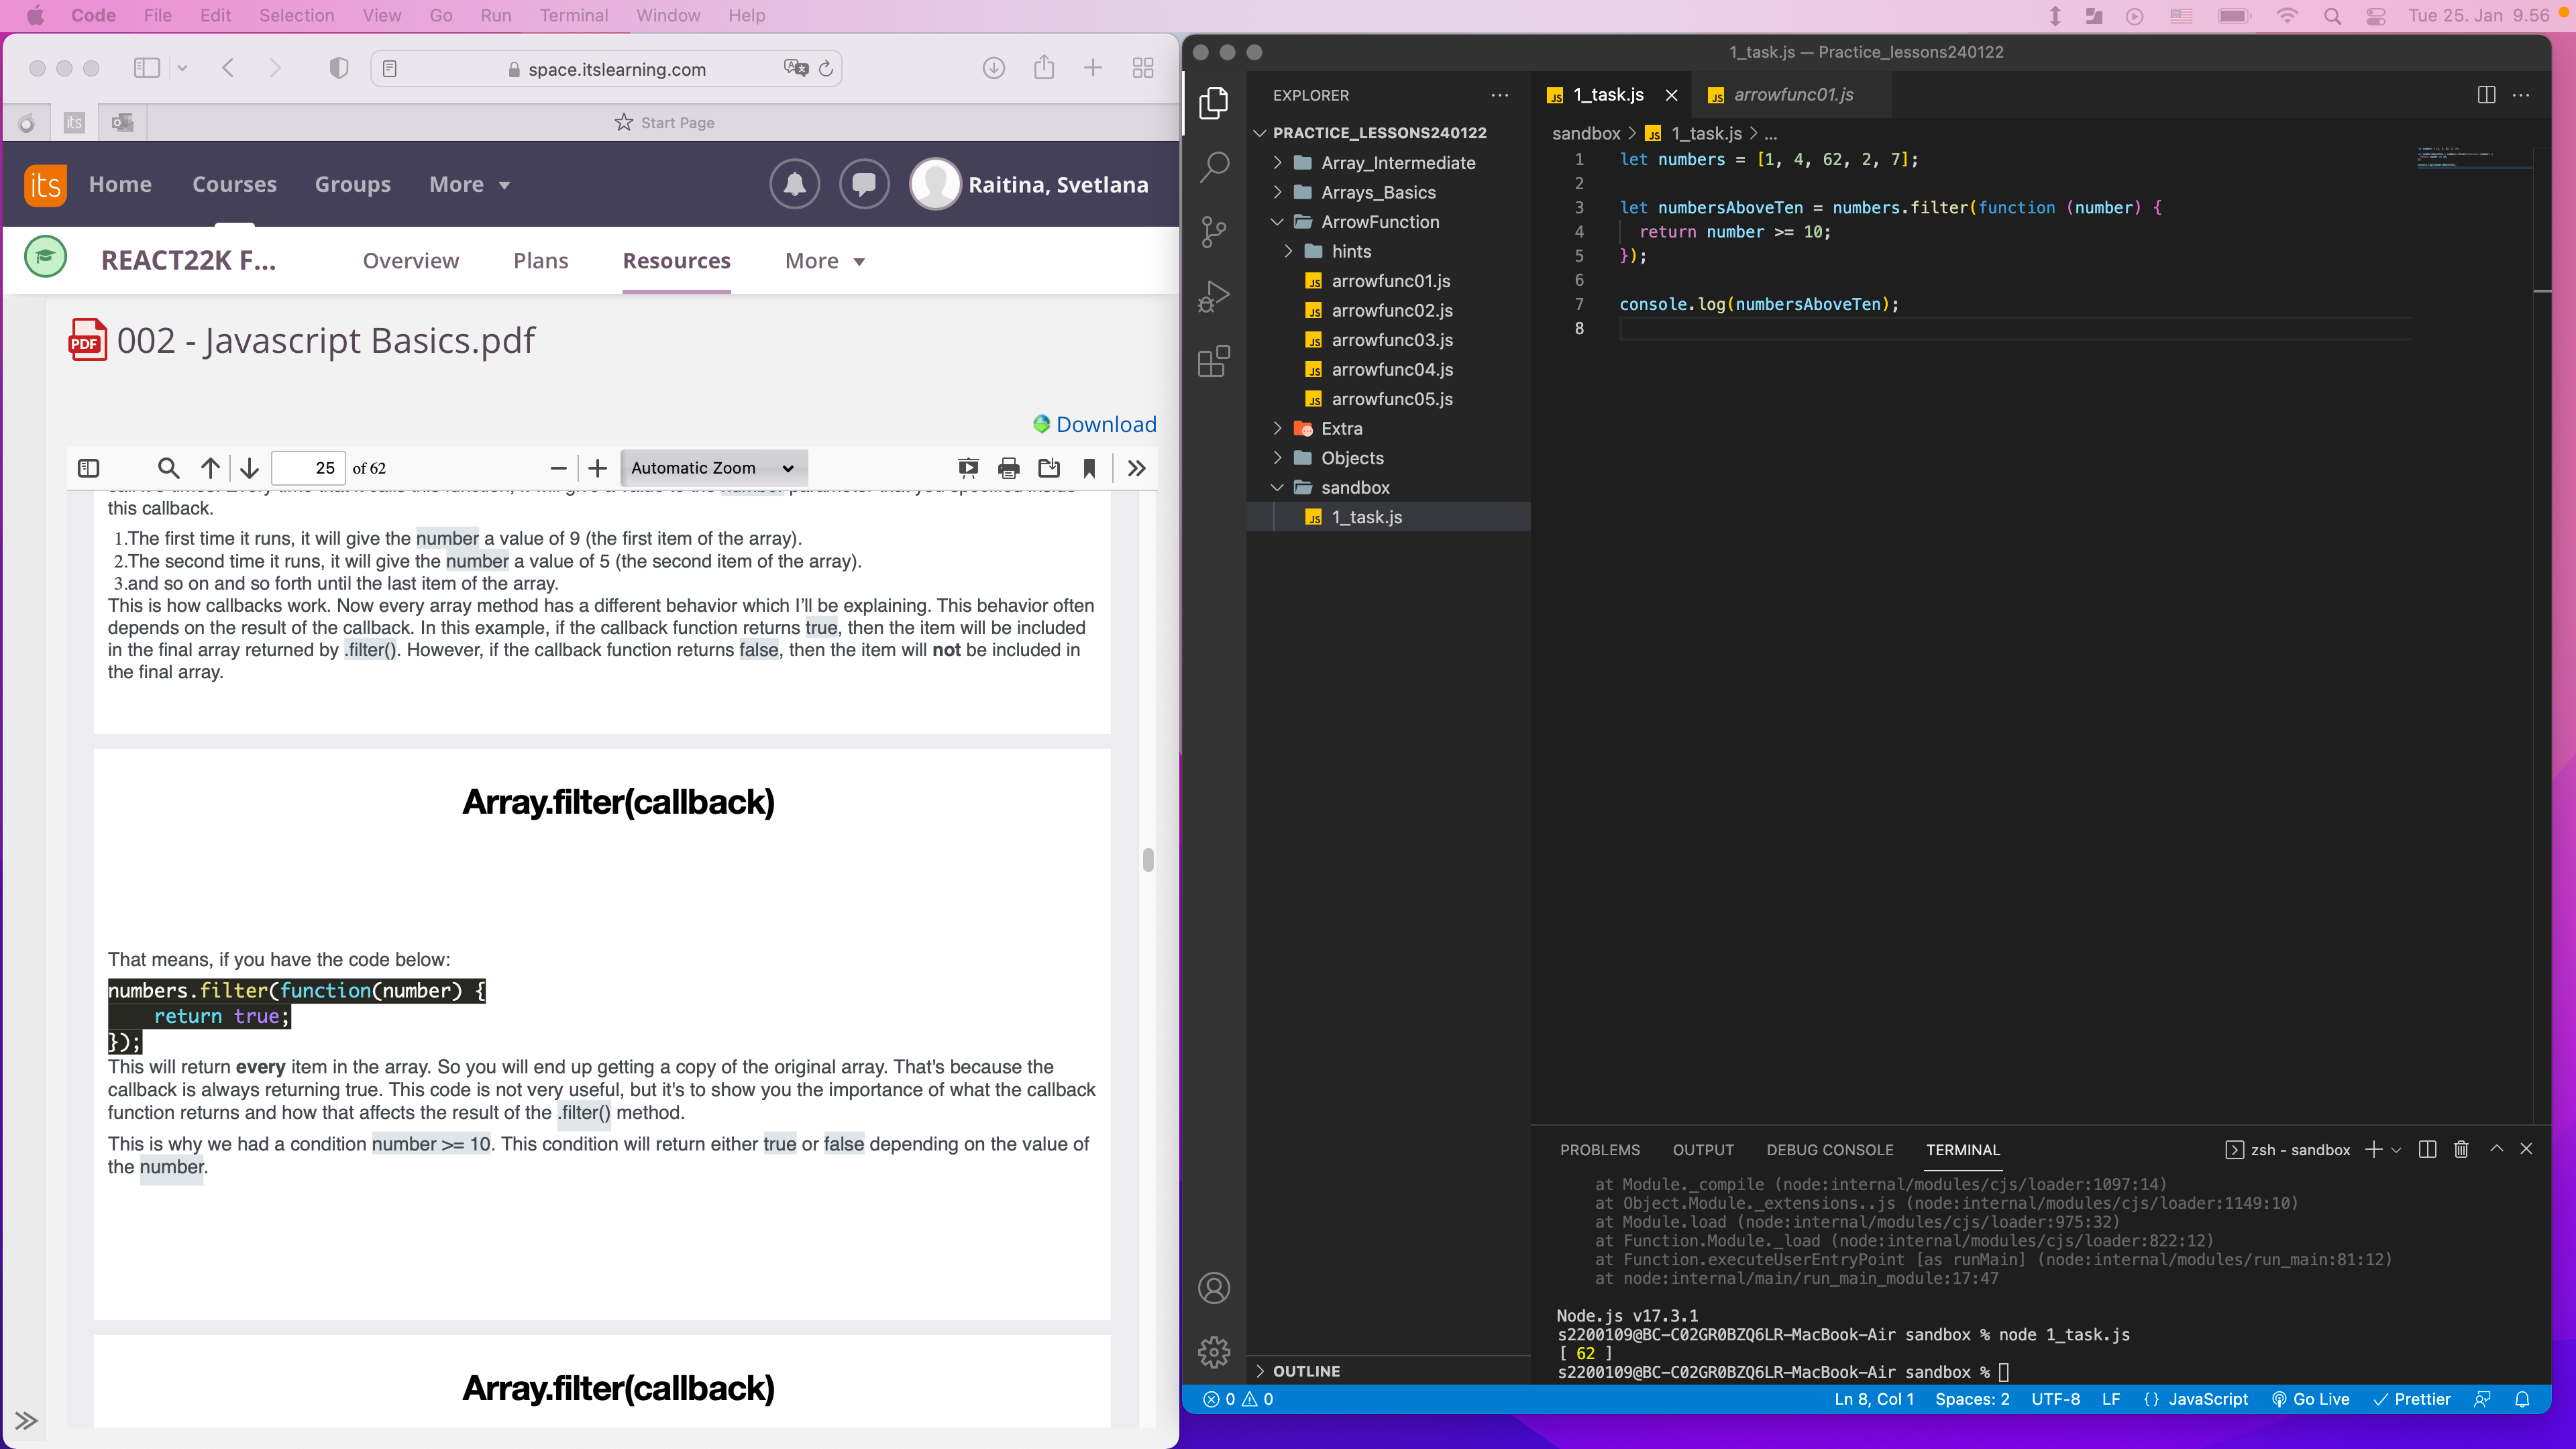 Code File Edit Selection View Go Run Terminal Window Help
Tue 25. Jan 9.56
space.itslearning.com
its
Start Page
its Home Courses Groups More
Raitina, Svetlana
REACT22K F... Overview Plans Resources More
PDF 002 - Javascript Basics.pdf
Download
25 of 62
Automatic Zoom
this callback.
1.The first time it runs, it will give the number a value of 9 (the first item of the array).
2.The second time it runs, it will give the number a value of 5 (the second item of the array).
3.and so on and so forth until the last item of the array.
This is how callbacks work. Now every array method has a different behavior which I'll be explaining. This behavior often
depends on the result of the callback. In this example, if the callback function returns true, then the item will be included
in the final array returned by .filter(). However, if the callback function returns false, then the item will not be included in
the final array.
Array.filter(callback)
That means, if you have the code below:
numbers.filter(function(number) {
return true;
});
This will return every item in the array. So you will end up getting a copy of the original array. That's because the
callback is always returning true. This code is not very useful, but it's to show you the importance of what the callback
function returns and how that affects the result of the .filter() method.
This is why we had a condition number >= 10. This condition will return either true or false depending on the value of
the number.
Array.filter(callback)
1_task.js — Practice_lessons240122
EXPLORER
PRACTICE_LESSONS240122
Array_Intermediate
Arrays_Basics
ArrowFunction
hints
JS arrowfunc01.js
JS arrowfunc02.js
JS arrowfunc03.js
JS arrowfunc04.js
JS arrowfunc05.js
Extra
Objects
sandbox
JS 1_task.js
OUTLINE
JS 1_task.js JS arrowfunc01.js
sandbox > JS 1_task.js > ...
1 let numbers = [1, 4, 62, 2, 7];
2
3 let numbersAboveTen = numbers.filter(function (number) {
4 return number >= 10;
5 });
6
7 console.log(numbersAboveTen);
8
PROBLEMS OUTPUT DEBUG CONSOLE TERMINAL
zsh - sandbox
at Module._compile (node:internal/modules/cjs/loader:1097:14)
at Object.Module._extensions..js (node:internal/modules/cjs/loader:1149:10)
at Module.load (node:internal/modules/cjs/loader:975:32)
at Function.Module._load (node:internal/modules/cjs/loader:822:12)
at Function.executeUserEntryPoint [as runMain] (node:internal/modules/run_main:81:12)
at node:internal/main/run_main_module:17:47
Node.js v17.3.1
s2200109@BC-C02GR0BZQ6LR-MacBook-Air sandbox % node 1_task.js
[ 62 ]
s2200109@BC-C02GR0BZQ6LR-MacBook-Air sandbox %
0 0
Ln 8, Col 1 Spaces: 2 UTF-8 LF {} JavaScript Go Live Prettier